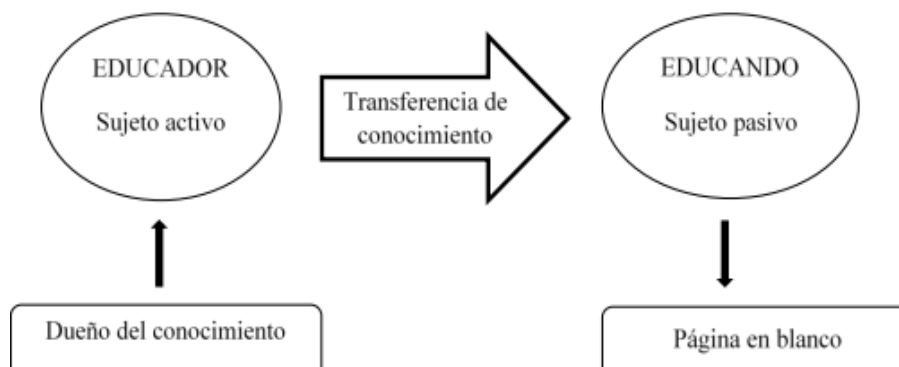 EDUCADOR
Sujeto activo
Transferencia de
conocimiento
EDUCANDO
Sujeto pasivo
Dueño del conocimiento
Página en blanco